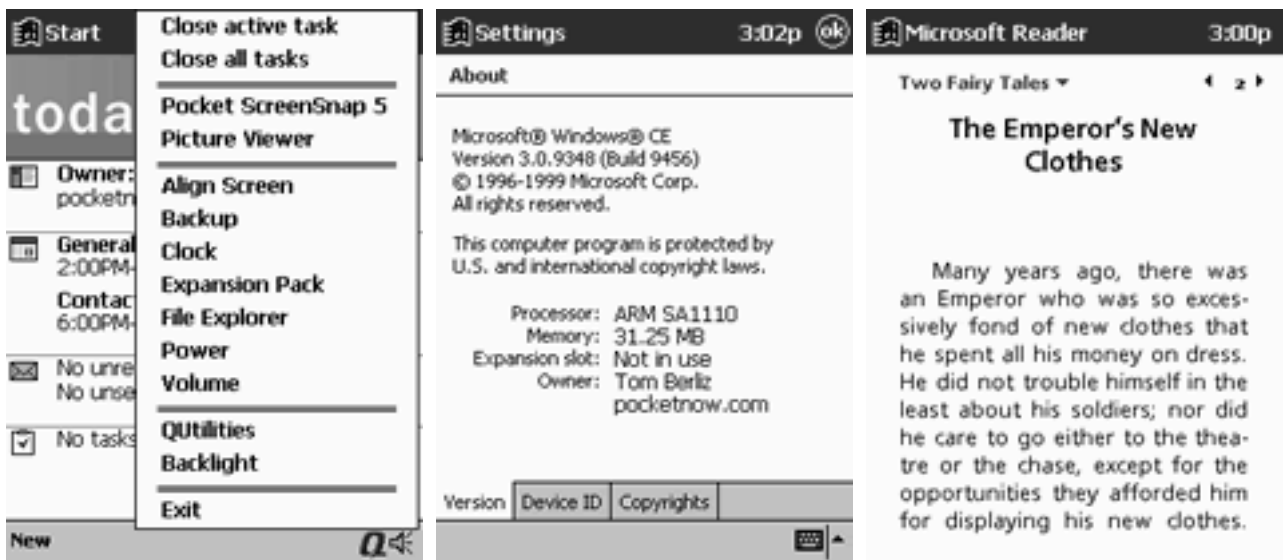 Start
toda
Owner:
pocketn
General
2:00PM-
Contac
6:00PM-
No unre
No unse
No tasks
New
Close active task
Close all tasks
Pocket ScreenSnap 5
Picture Viewer
Align Screen
Backup
Clock
Expansion Pack
File Explorer
Power
Volume
QUtilities
Backlight
Exit
Q
Settings 3:02p ok
About
Microsoft® Windows® CE
Version 3.0.9348 (Build 9456)
© 1996-1999 Microsoft Corp.
All rights reserved.
This computer program is protected by
U.S. and international copyright laws.
Processor: ARM SA1110
Memory: 31.25 MB
Expansion slot: Not in use
Owner: Tom Berliz
pocketnow.com
Version Device ID Copyrights
Microsoft Reader 3:00p
Two Fairy Tales 2
The Emperor's New
Clothes
Many years ago, there was
an Emperor who was so exces-
sively fond of new clothes that
he spent all his money on dress.
He did not trouble himself in the
least about his soldiers; nor did
he care to go either to the thea-
tre or the chase, except for the
opportunities they afforded him
for displaying his new clothes.